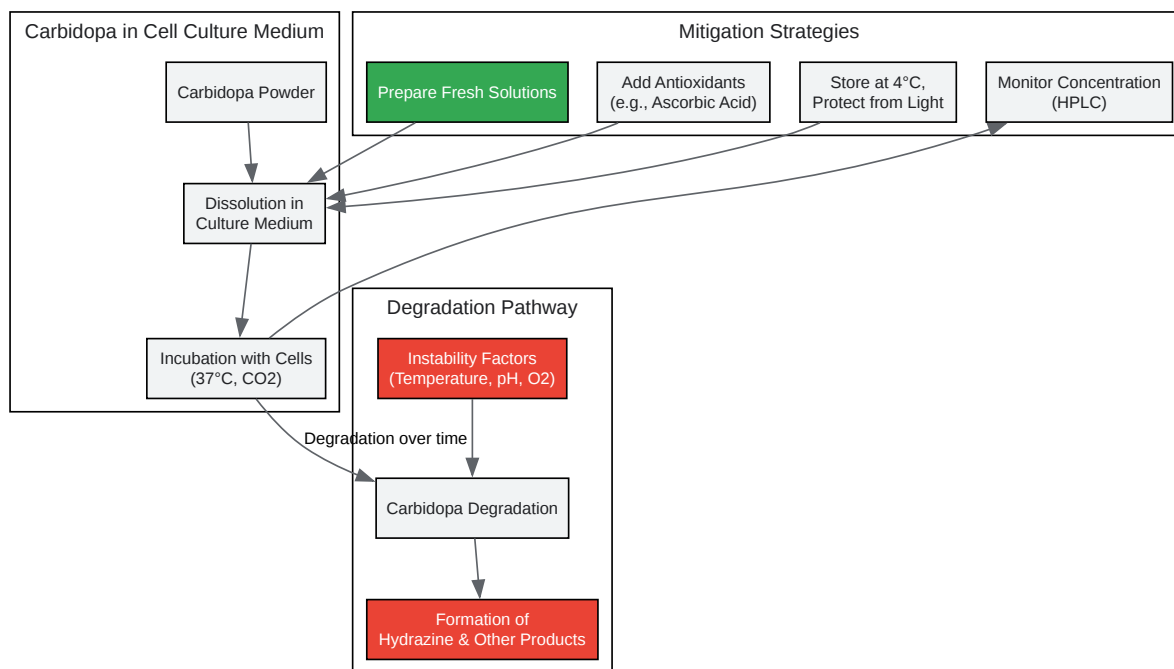 Carbidopa in Cell Culture Medium
Carbidopa Powder
Dissolution in
Culture Medium
Incubation with Cells
(37°C, CO2)
Mitigation Strategies
Prepare Fresh Solutions
Add Antioxidants
(e.g., Ascorbic Acid)
Store at 4°C,
Protect from Light
Monitor Concentration
(HPLC)
Degradation Pathway
Instability Factors
(Temperature, pH, O2)
Degradation over time
Carbidopa Degradation
Formation of
Hydrazine & Other Products